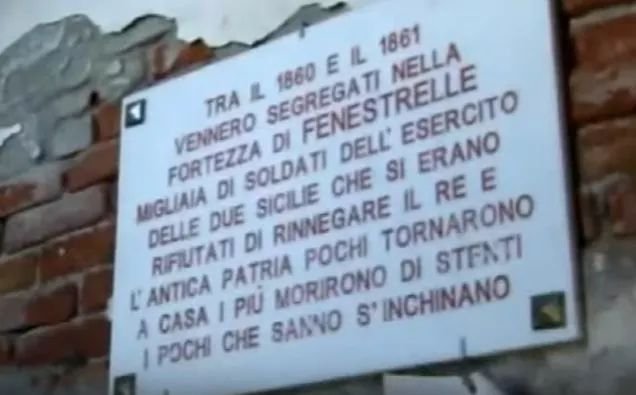 TRA IL 1860 E IL 1861
VENNERO SEGREGATI NELLA
FORTEZZA DI FENESTRELLE
MIGLIAIA DI SOLDATI DELL'ESERCITO
DELLE DUE SICILIE CHE SI ERANO
RIFIUTATI DI RINNEGARE IL RE E
L'ANTICA PATRIA POCHI TORNARONO
A CASA I PIÙ MORIRONO DI STENTI
I POCHI CHE SANNO S'INCHINANO